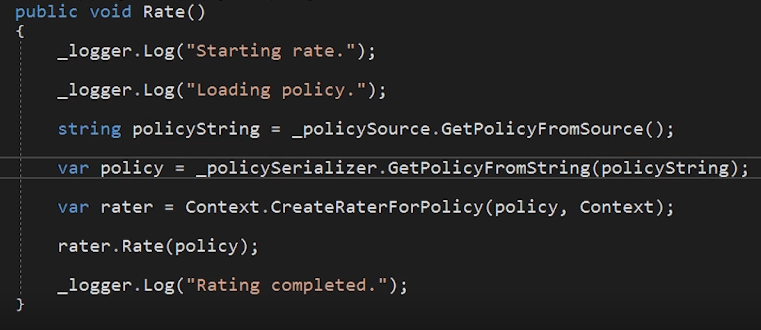 public void Rate()
{
_logger.Log("Starting rate.");
_logger.Log("Loading policy.");
string policyString = _policySource.GetPolicyFromSource();
var policy = _policySerializer.GetPolicyFromString(policyString);
var rater = Context.CreateRaterForPolicy(policy, Context);
rater.Rate(policy);
_logger.Log("Rating completed.");
}